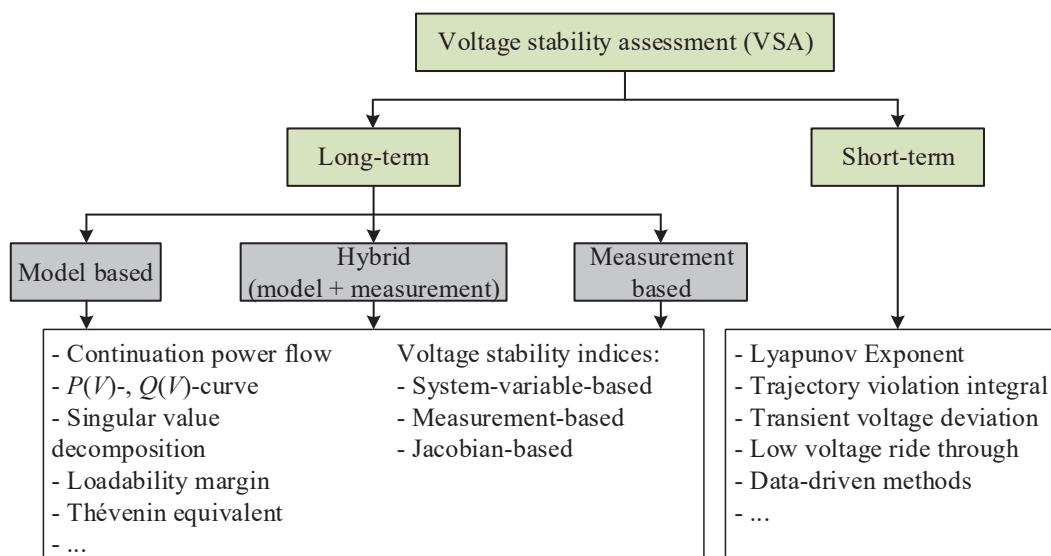 Voltage stability assessment (VSA)
Long-term
Short-term
Model based
Hybrid
(model + measurement)
Measurement
based
- Continuation power flow
- P(V)-, Q(V)-curve
- Singular value
decomposition
- Loadability margin
- Thévenin equivalent
- ...
Voltage stability indices:
- System-variable-based
- Measurement-based
- Jacobian-based
- Lyapunov Exponent
- Trajectory violation integral
- Transient voltage deviation
- Low voltage ride through
- Data-driven methods
- ...